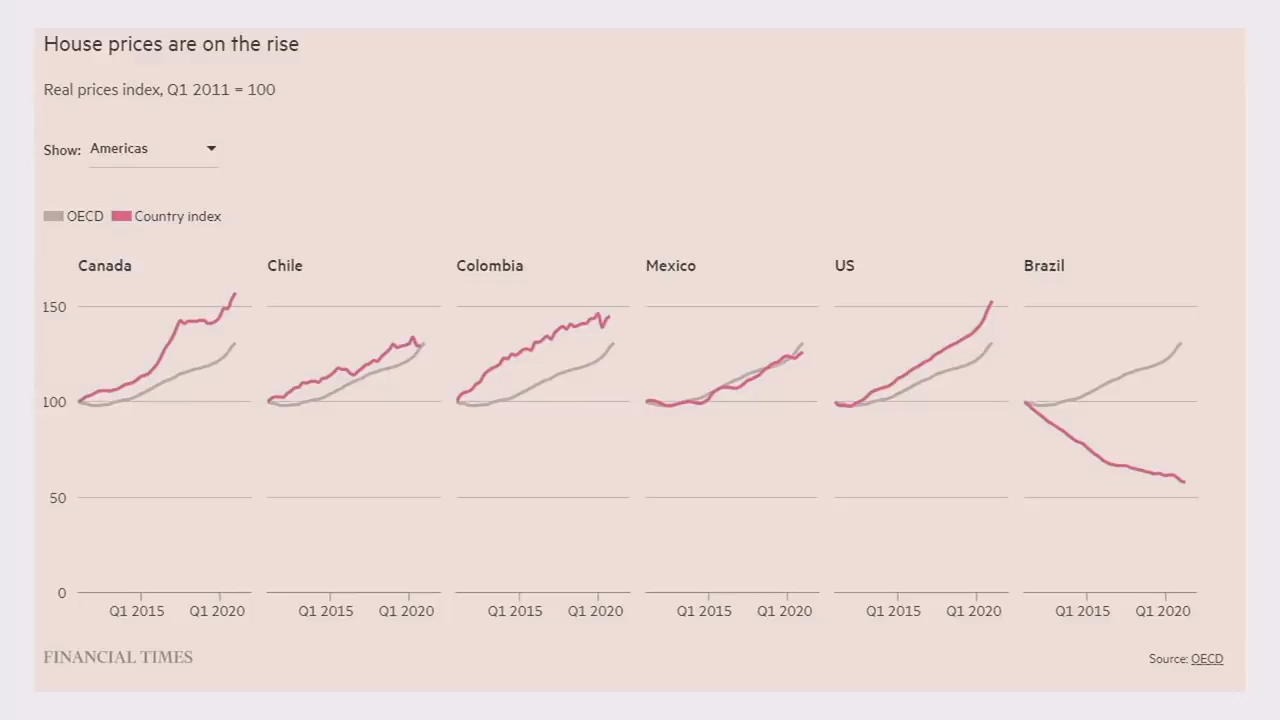 House prices are on the rise
Real prices index, Q1 2011 = 100
Show: Americas
OECD Country index
Canada Chile Colombia Mexico US Brazil
150
100
50
0
Q1 2015 Q1 2020 Q1 2015 Q1 2020 Q1 2015 Q1 2020 Q1 2015 Q1 2020 Q1 2015 Q1 2020 Q1 2015 Q1 2020
FINANCIAL TIMES
Source: OECD